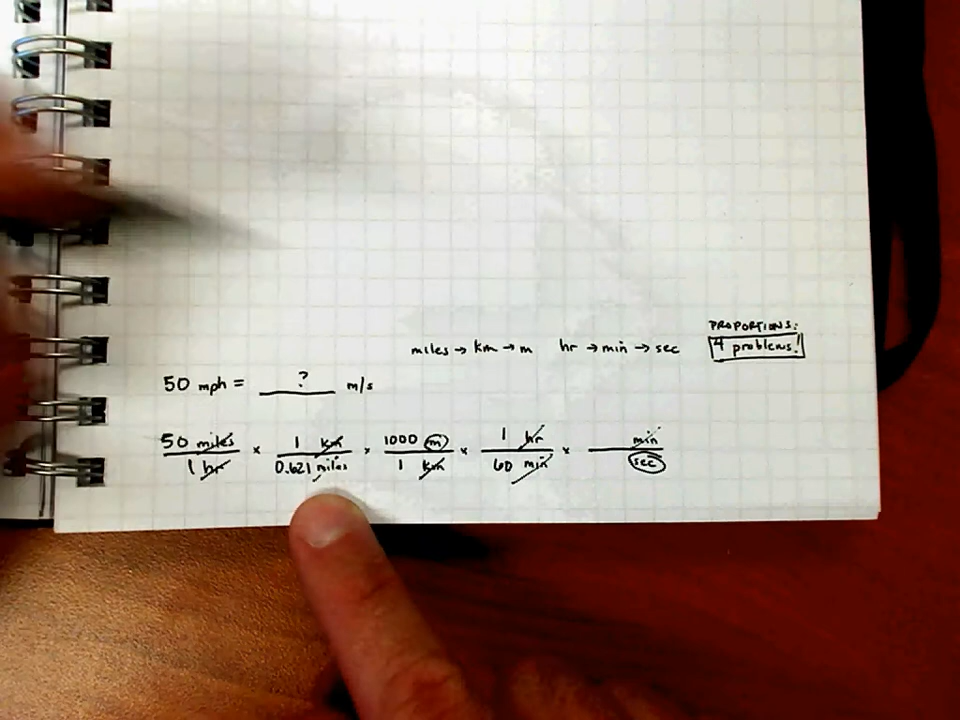 PROPORTIONS:
miles → km → m hr → min → sec 4 problems!
50 mph = ? m/s
50 miles / 1 hr × 1 km / 0.621 miles × 1000 m / 1 km × 1 hr / 60 min × min / sec